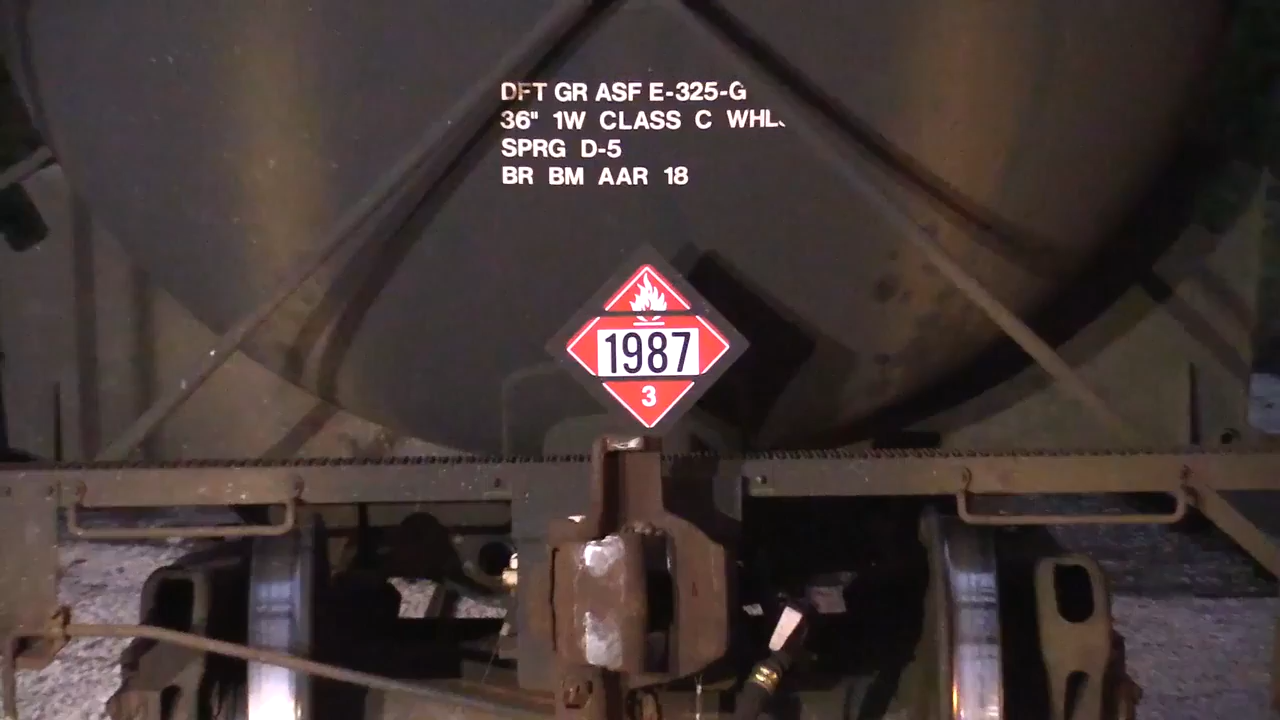 DFT GR ASF E-325-G
36" 1W CLASS C WHLS
SPRG D-5
BR BM AAR 18
1987
3